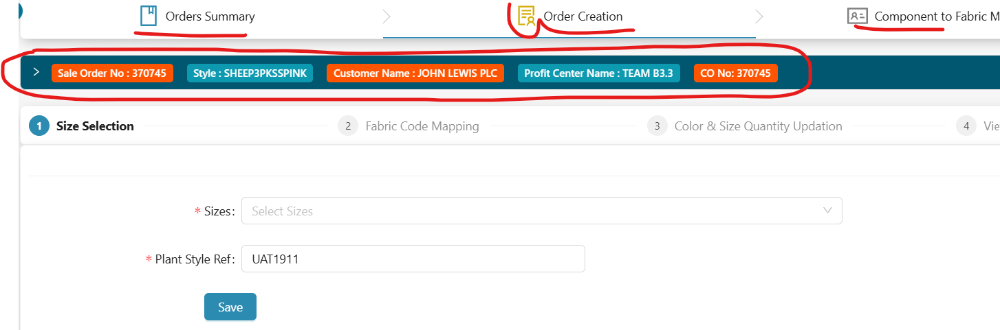 Orders Summary
Order Creation
Component to Fabric M
Sale Order No : 370745
Style : SHEEP3PKSSPINK
Customer Name : JOHN LEWIS PLC
Profit Center Name : TEAM B3.3
CO No: 370745
1 Size Selection
2 Fabric Code Mapping
3 Color & Size Quantity Updation
4 Vie
* Sizes: Select Sizes
* Plant Style Ref: UAT1911
Save